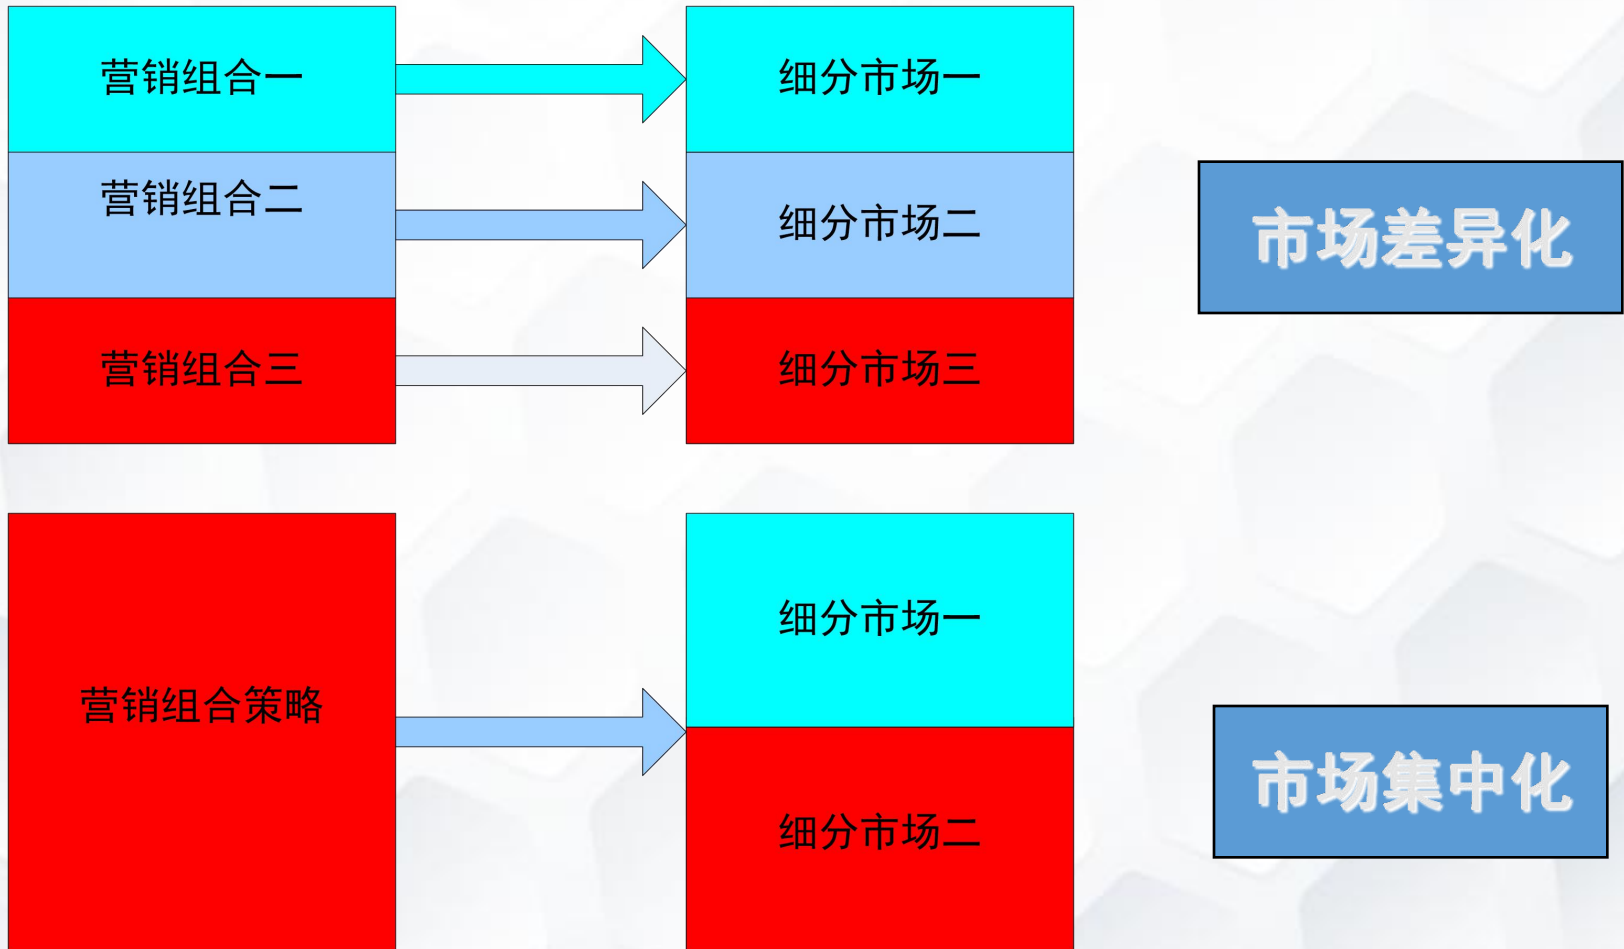 营销组合一
细分市场一
营销组合二
细分市场二
市场差异化
营销组合三
细分市场三
细分市场一
营销组合策略
市场集中化
细分市场二